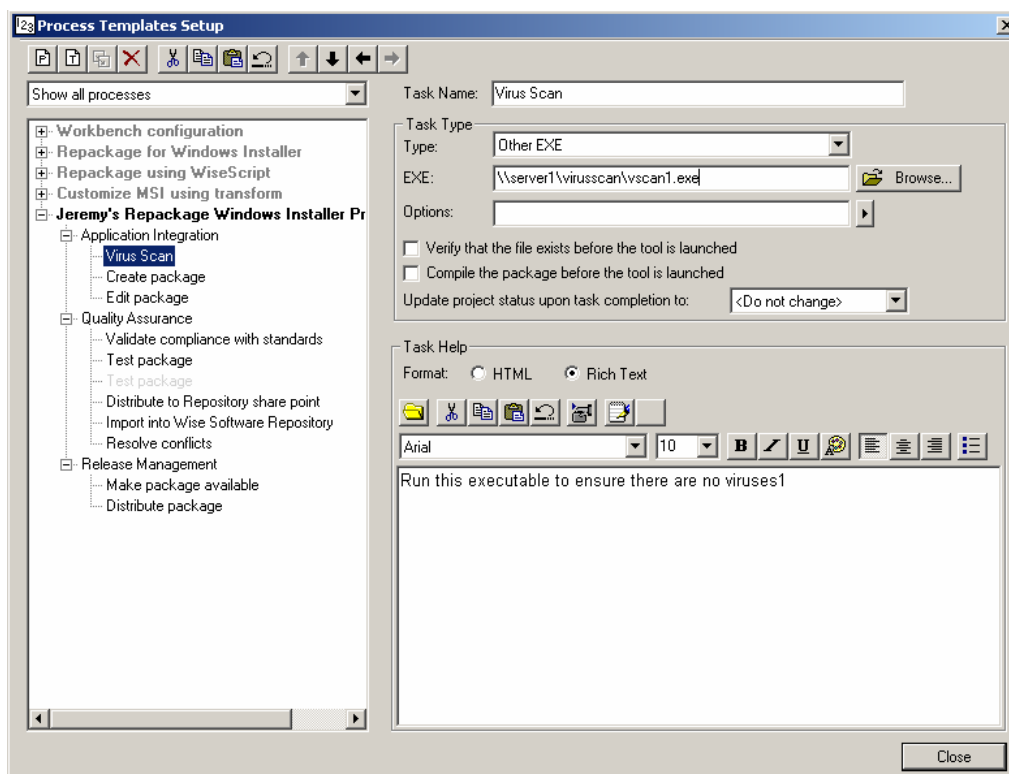 Process Templates Setup
Show all processes
Workbench configuration
Repackage for Windows Installer
Repackage using WiseScript
Customize MSI using transform
Jeremy's Repackage Windows Installer Pr
Application Integration
Virus Scan
Create package
Edit package
Quality Assurance
Validate compliance with standards
Test package
Test package
Distribute to Repository share point
Import into Wise Software Repository
Resolve conflicts
Release Management
Make package available
Distribute package
Task Name: Virus Scan
Task Type
Type: Other EXE
EXE: \\server1\virusscan\vscan1.exe Browse...
Options:
Verify that the file exists before the tool is launched
Compile the package before the tool is launched
Update project status upon task completion to: <Do not change>
Task Help
Format: HTML Rich Text
Arial 10 B I U
Run this executable to ensure there are no viruses1
Close